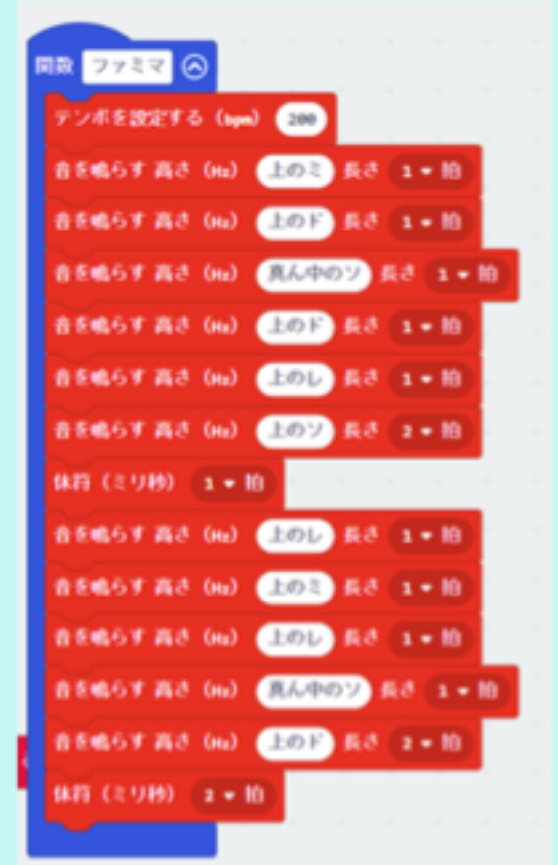 関数 ファミマ
テンポを設定する (bpm) 200
音を鳴らす 高さ (Hz) 上のミ 長さ 1 拍
音を鳴らす 高さ (Hz) 上のド 長さ 1 拍
音を鳴らす 高さ (Hz) 真ん中のソ 長さ 1 拍
音を鳴らす 高さ (Hz) 上のド 長さ 1 拍
音を鳴らす 高さ (Hz) 上のレ 長さ 1 拍
音を鳴らす 高さ (Hz) 上のソ 長さ 2 拍
休符 (ミリ秒) 1 拍
音を鳴らす 高さ (Hz) 上のレ 長さ 1 拍
音を鳴らす 高さ (Hz) 上のミ 長さ 1 拍
音を鳴らす 高さ (Hz) 上のレ 長さ 1 拍
音を鳴らす 高さ (Hz) 真ん中のソ 長さ 1 拍
音を鳴らす 高さ (Hz) 上のド 長さ 2 拍
休符 (ミリ秒) 2 拍